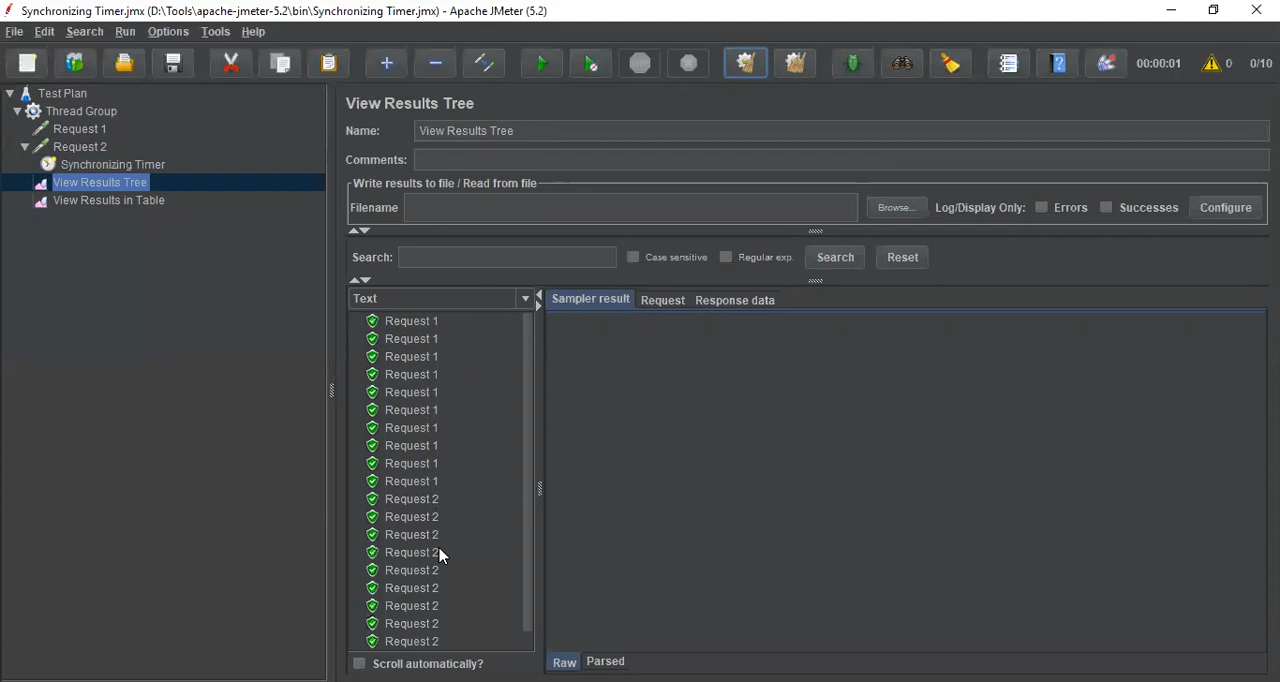 Synchronizing Timer.jmx (D:\Tools\apache-jmeter-5.2\bin\Synchronizing Timer.jmx) - Apache JMeter (5.2)
File Edit Search Run Options Tools Help
00:00:01 0 0/10
Test Plan
Thread Group
Request 1
Request 2
Synchronizing Timer
View Results Tree
View Results in Table
View Results Tree
Name: View Results Tree
Comments:
Write results to file / Read from file
Filename Browse... Log/Display Only: Errors Successes Configure
Search: Case sensitive Regular exp. Search Reset
Text
Sampler result Request Response data
Request 1
Request 1
Request 1
Request 1
Request 1
Request 1
Request 1
Request 1
Request 1
Request 1
Request 2
Request 2
Request 2
Request 2
Request 2
Request 2
Request 2
Request 2
Request 2
Scroll automatically?
Raw Parsed